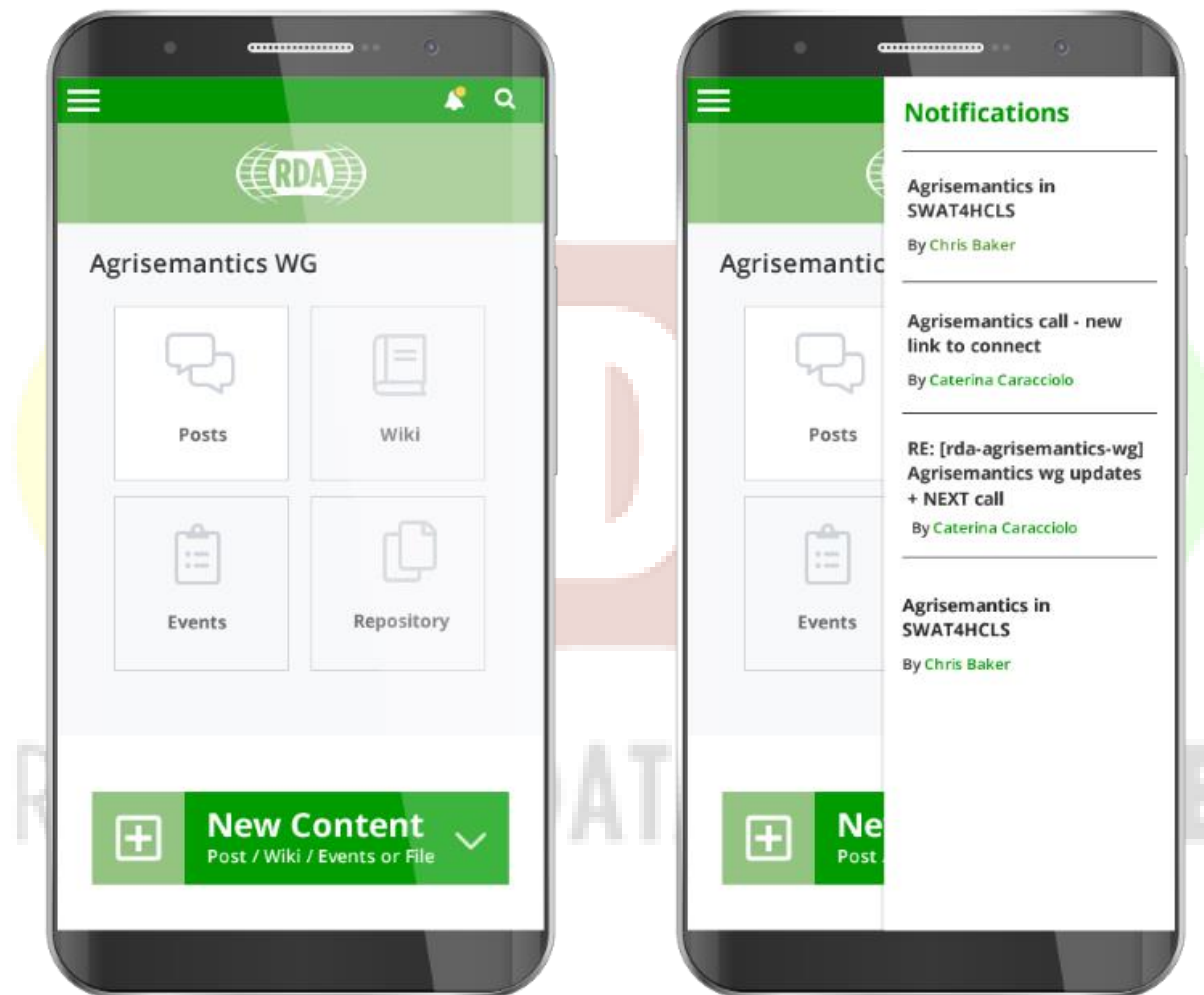 RDA
Agrisemantics WG
Posts
Wiki
Events
Repository
New Content
Post / Wiki / Events or File
Agrisemantic
Posts
Events
Ne
Post
Notifications
Agrisemantics in
SWAT4HCLS
By Chris Baker
Agrisemantics call - new
link to connect
By Caterina Caracciolo
RE: [rda-agrisemantics-wg]
Agrisemantics wg updates
+ NEXT call
By Caterina Caracciolo
Agrisemantics in
SWAT4HCLS
By Chris Baker